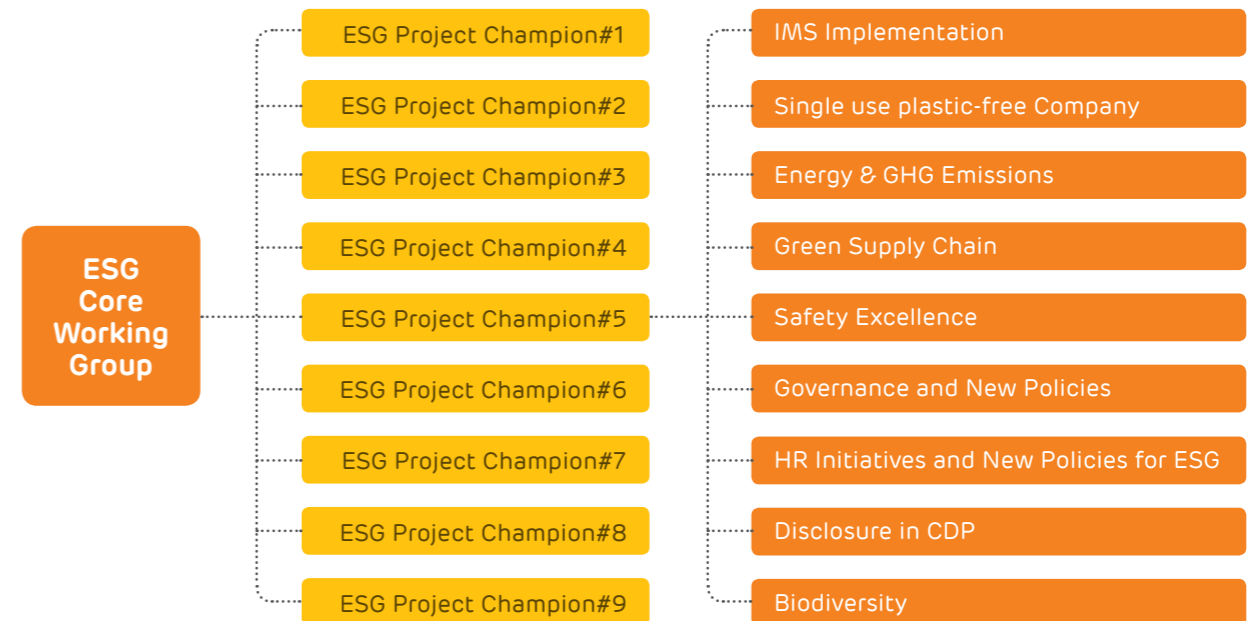 ESG
Core
Working
Group
ESG Project Champion#1
ESG Project Champion#2
ESG Project Champion#3
ESG Project Champion#4
ESG Project Champion#5
ESG Project Champion#6
ESG Project Champion#7
ESG Project Champion#8
ESG Project Champion#9
IMS Implementation
Single use plastic-free Company
Energy & GHG Emissions
Green Supply Chain
Safety Excellence
Governance and New Policies
HR Initiatives and New Policies for ESG
Disclosure in CDP
Biodiversity